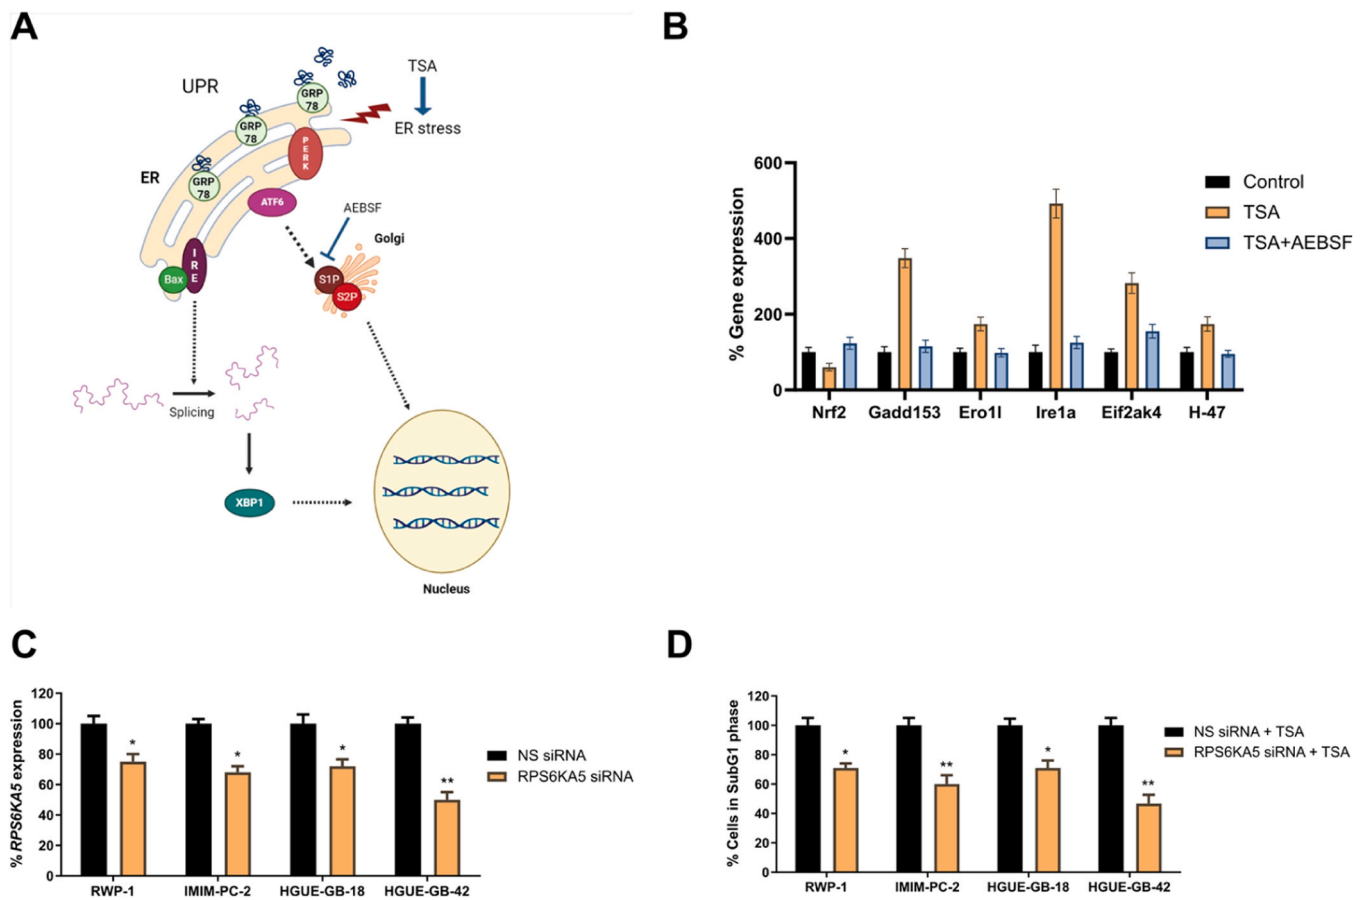 A
UPR
TSA
ER stress
GRP
78
GRP
78
GRP
78
PERK
ER
ATF6
AEBSF
Golgi
IRE
Bax
S1P
S2P
Splicing
XBP1
Nucleus
B
% Gene expression
600
400
200
0
Nrf2 Gadd153 Ero1l Ire1a Eif2ak4 H-47
Control
TSA
TSA+AEBSF
C
% RPS6KA5 expression
120
100
80
60
40
20
0
* * * **
RWP-1 IMIM-PC-2 HGUE-GB-18 HGUE-GB-42
NS siRNA
RPS6KA5 siRNA
D
% Cells in SubG1 phase
120
100
80
60
40
20
0
* ** * **
RWP-1 IMIM-PC-2 HGUE-GB-18 HGUE-GB-42
NS siRNA + TSA
RPS6KA5 siRNA + TSA